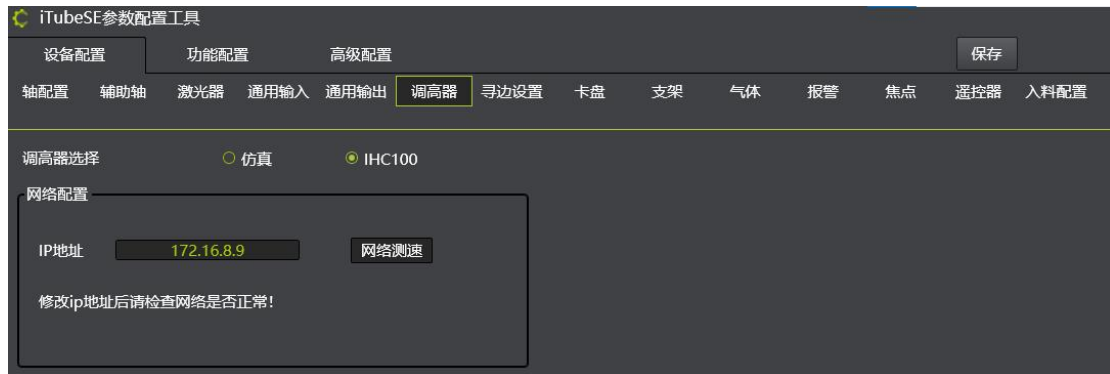 iTubeSE参数配置工具
设备配置 功能配置 高级配置 保存
轴配置 辅助轴 激光器 通用输入 通用输出 调高器 寻边设置 卡盘 支架 气体 报警 焦点 遥控器 入料配置
调高器选择 仿真 IHC100
网络配置
IP地址 172.16.8.9 网络测速
修改ip地址后请检查网络是否正常!